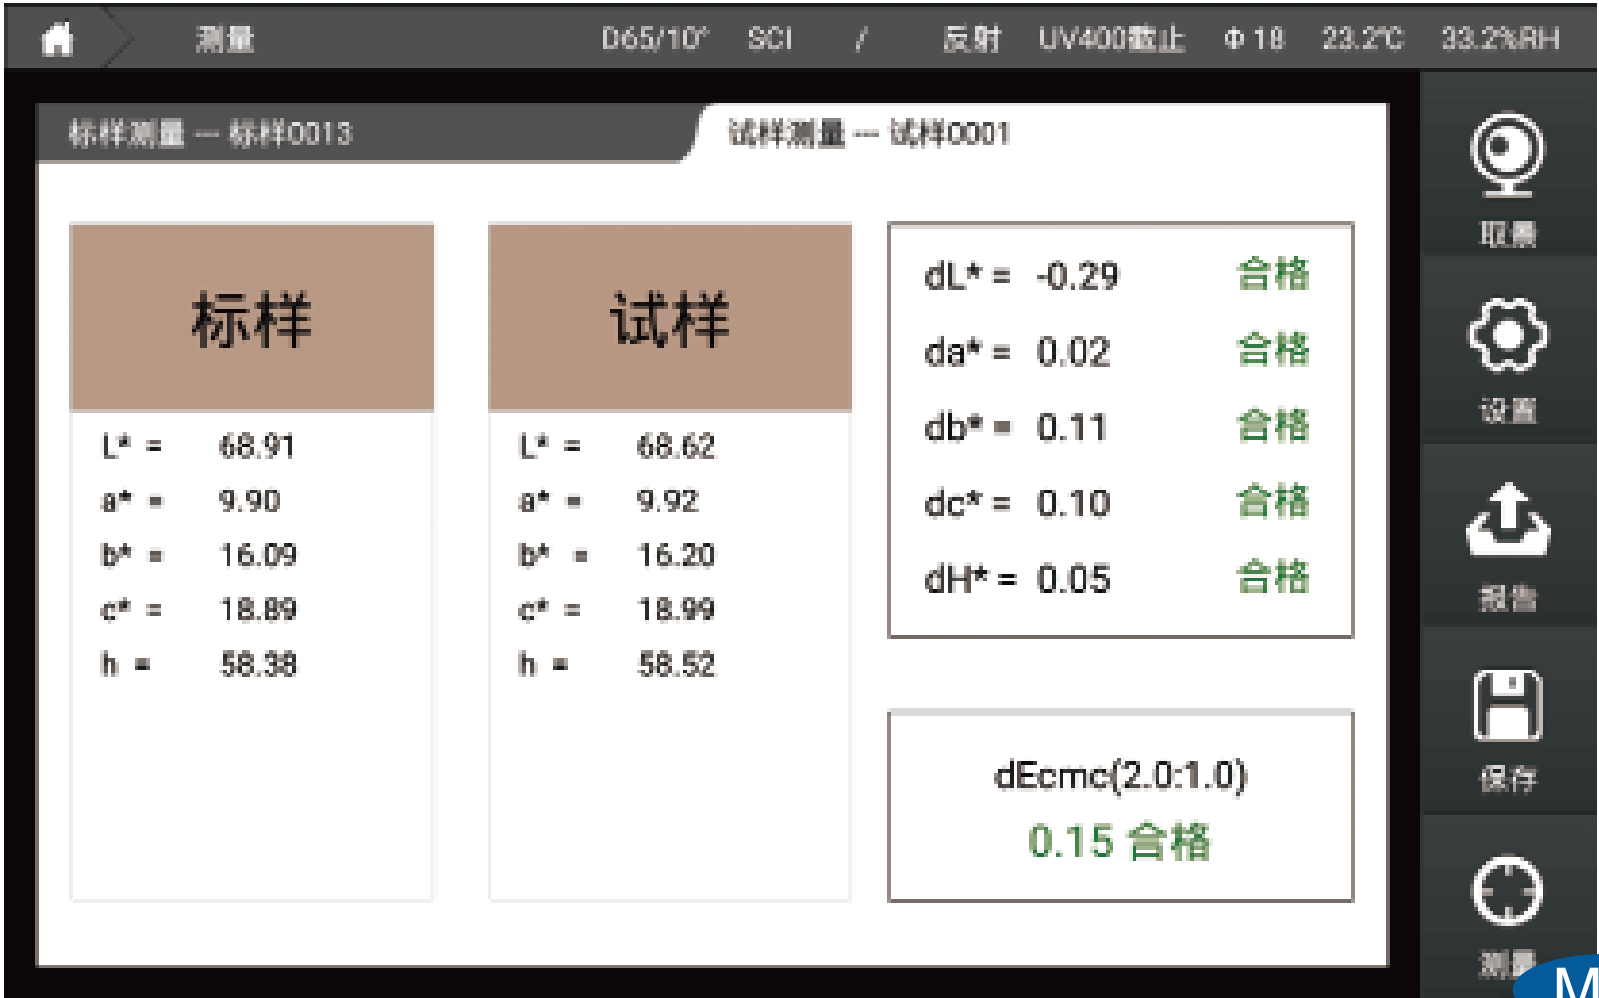 测量 D65/10° SCI / 反射 UV400截止 Φ18 23.2℃ 33.2%RH
标样测量 --- 标样0013
试样测量 --- 试样0001
标样
L* = 68.91
a* = 9.90
b* = 16.09
c* = 18.89
h = 58.38
试样
L* = 68.62
a* = 9.92
b* = 16.20
c* = 18.99
h = 58.52
dL* = -0.29 合格
da* = 0.02 合格
db* = 0.11 合格
dc* = 0.10 合格
dH* = 0.05 合格
dEcmc(2.0:1.0)
0.15 合格
取景
设置
报告
保存
测量
M